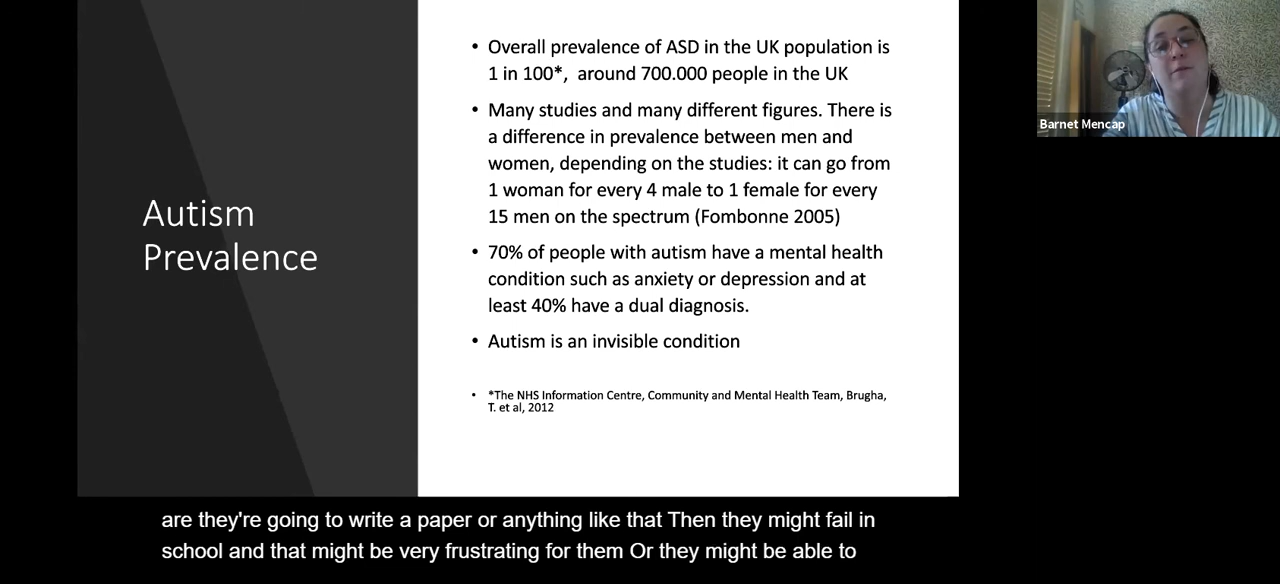 Autism
Prevalence
• Overall prevalence of ASD in the UK population is
1 in 100*, around 700.000 people in the UK
• Many studies and many different figures. There is
a difference in prevalence between men and
women, depending on the studies: it can go from
1 woman for every 4 male to 1 female for every
15 men on the spectrum (Fombonne 2005)
• 70% of people with autism have a mental health
condition such as anxiety or depression and at
least 40% have a dual diagnosis.
• Autism is an invisible condition
• *The NHS Information Centre, Community and Mental Health Team, Brugha,
T. et al, 2012
Barnet Mencap
are they're going to write a paper or anything like that Then they might fail in
school and that might be very frustrating for them Or they might be able to